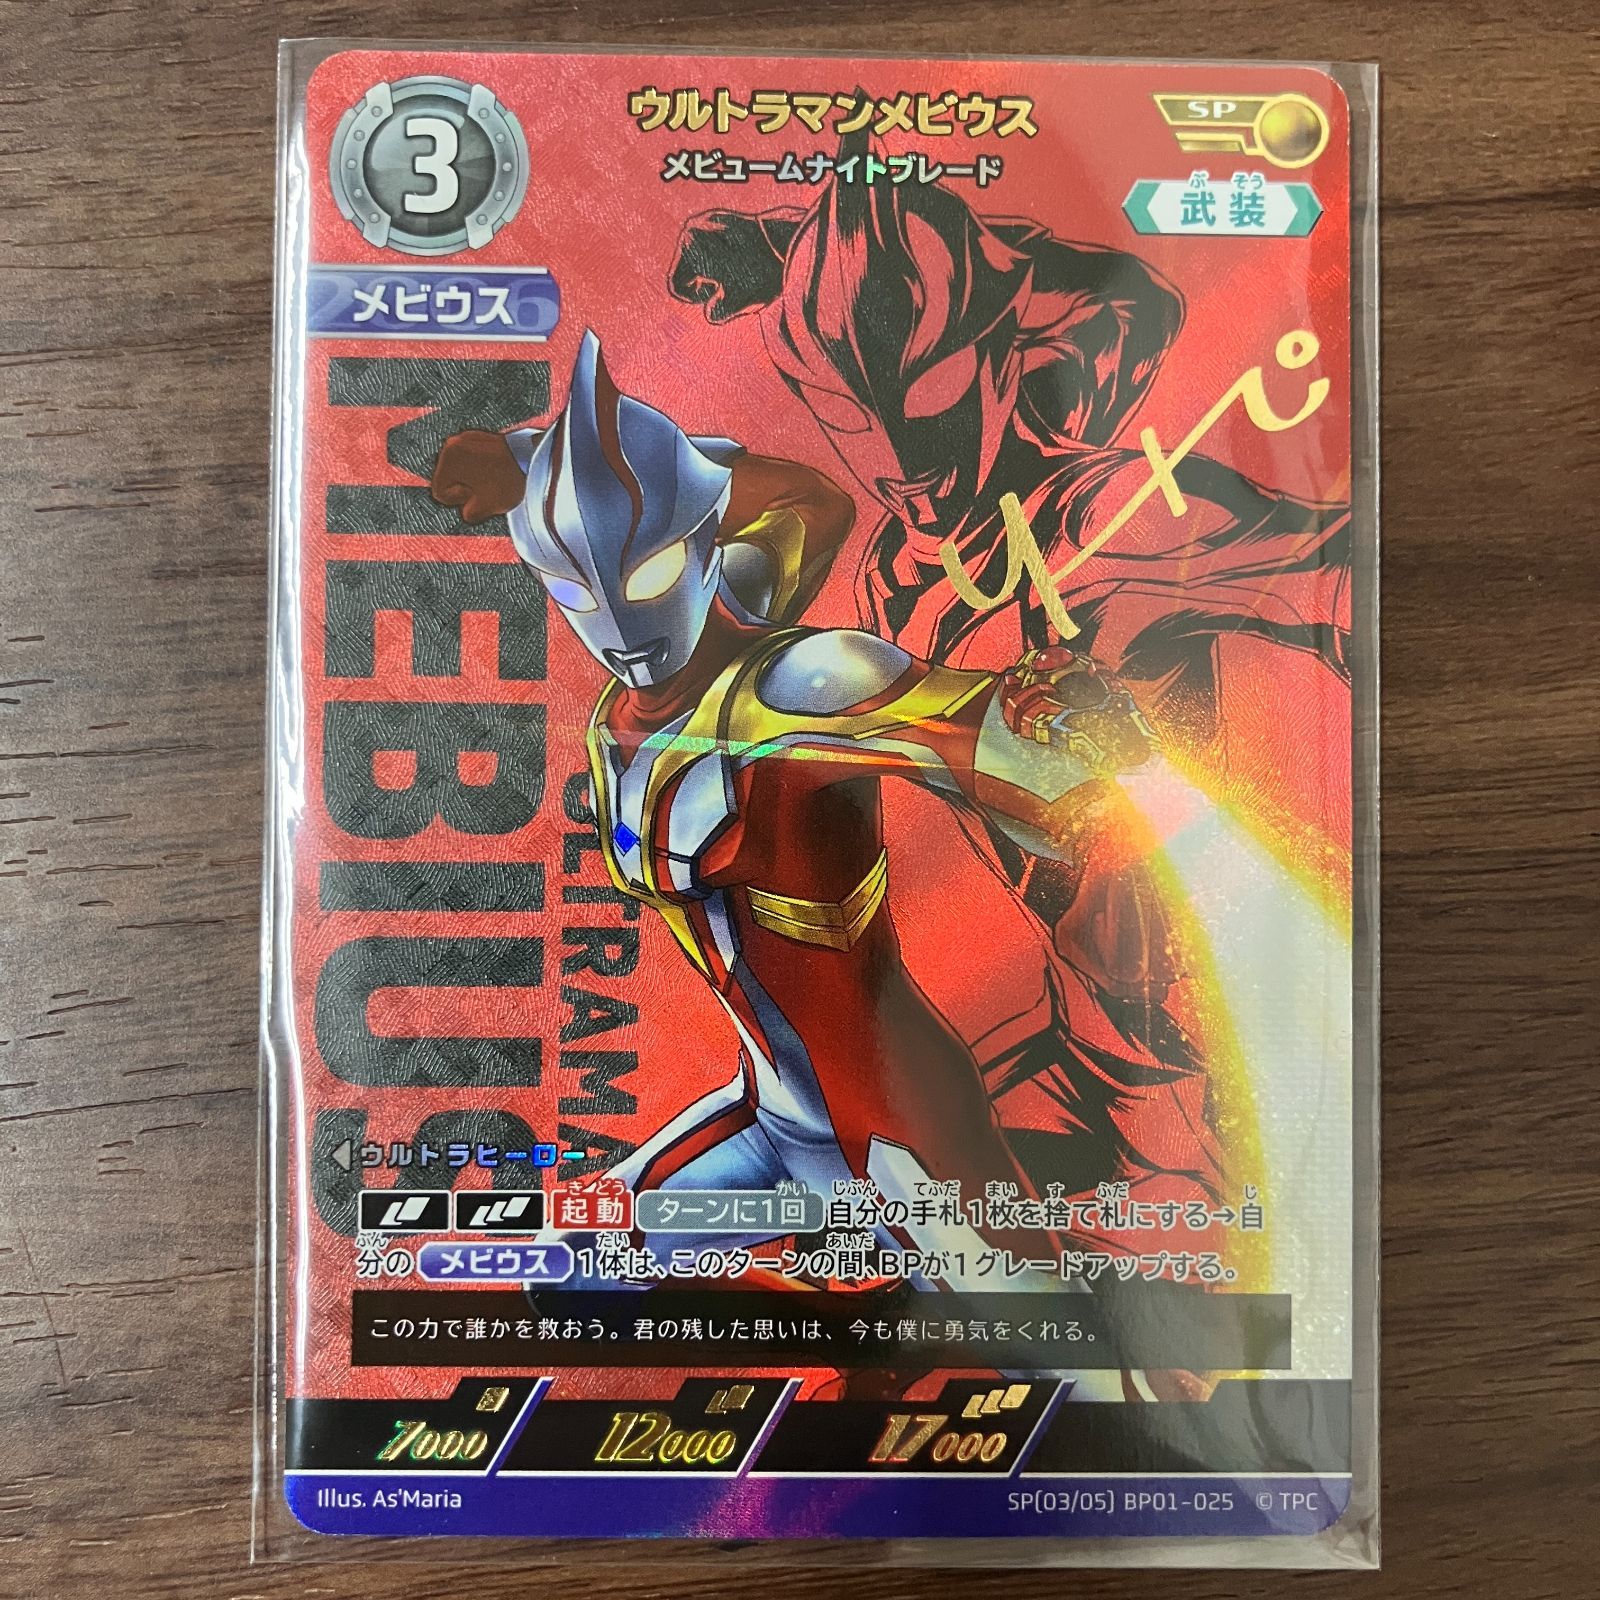 3
ウルトラマンメビウス
メビュームナイトブレード
SP
ぶそう
武装
メビウス
2006
MEBIUS
ULTRAMAN
メビウス
ウルトラヒーロー
きどう かい じぶん てふだ まい す ふだ じ
起動 ターンに1回 自分の手札1枚を捨て札にする→自
ぶん だい あいだ
分の メビウス 1体は、このターンの間、BPが1グレードアップする。
この力で誰かを救おう。君の残した思いは、今も僕に勇気をくれる。
7000 12000 17000
Illus. As'Maria SP(03/05) BP01-025 © TPC